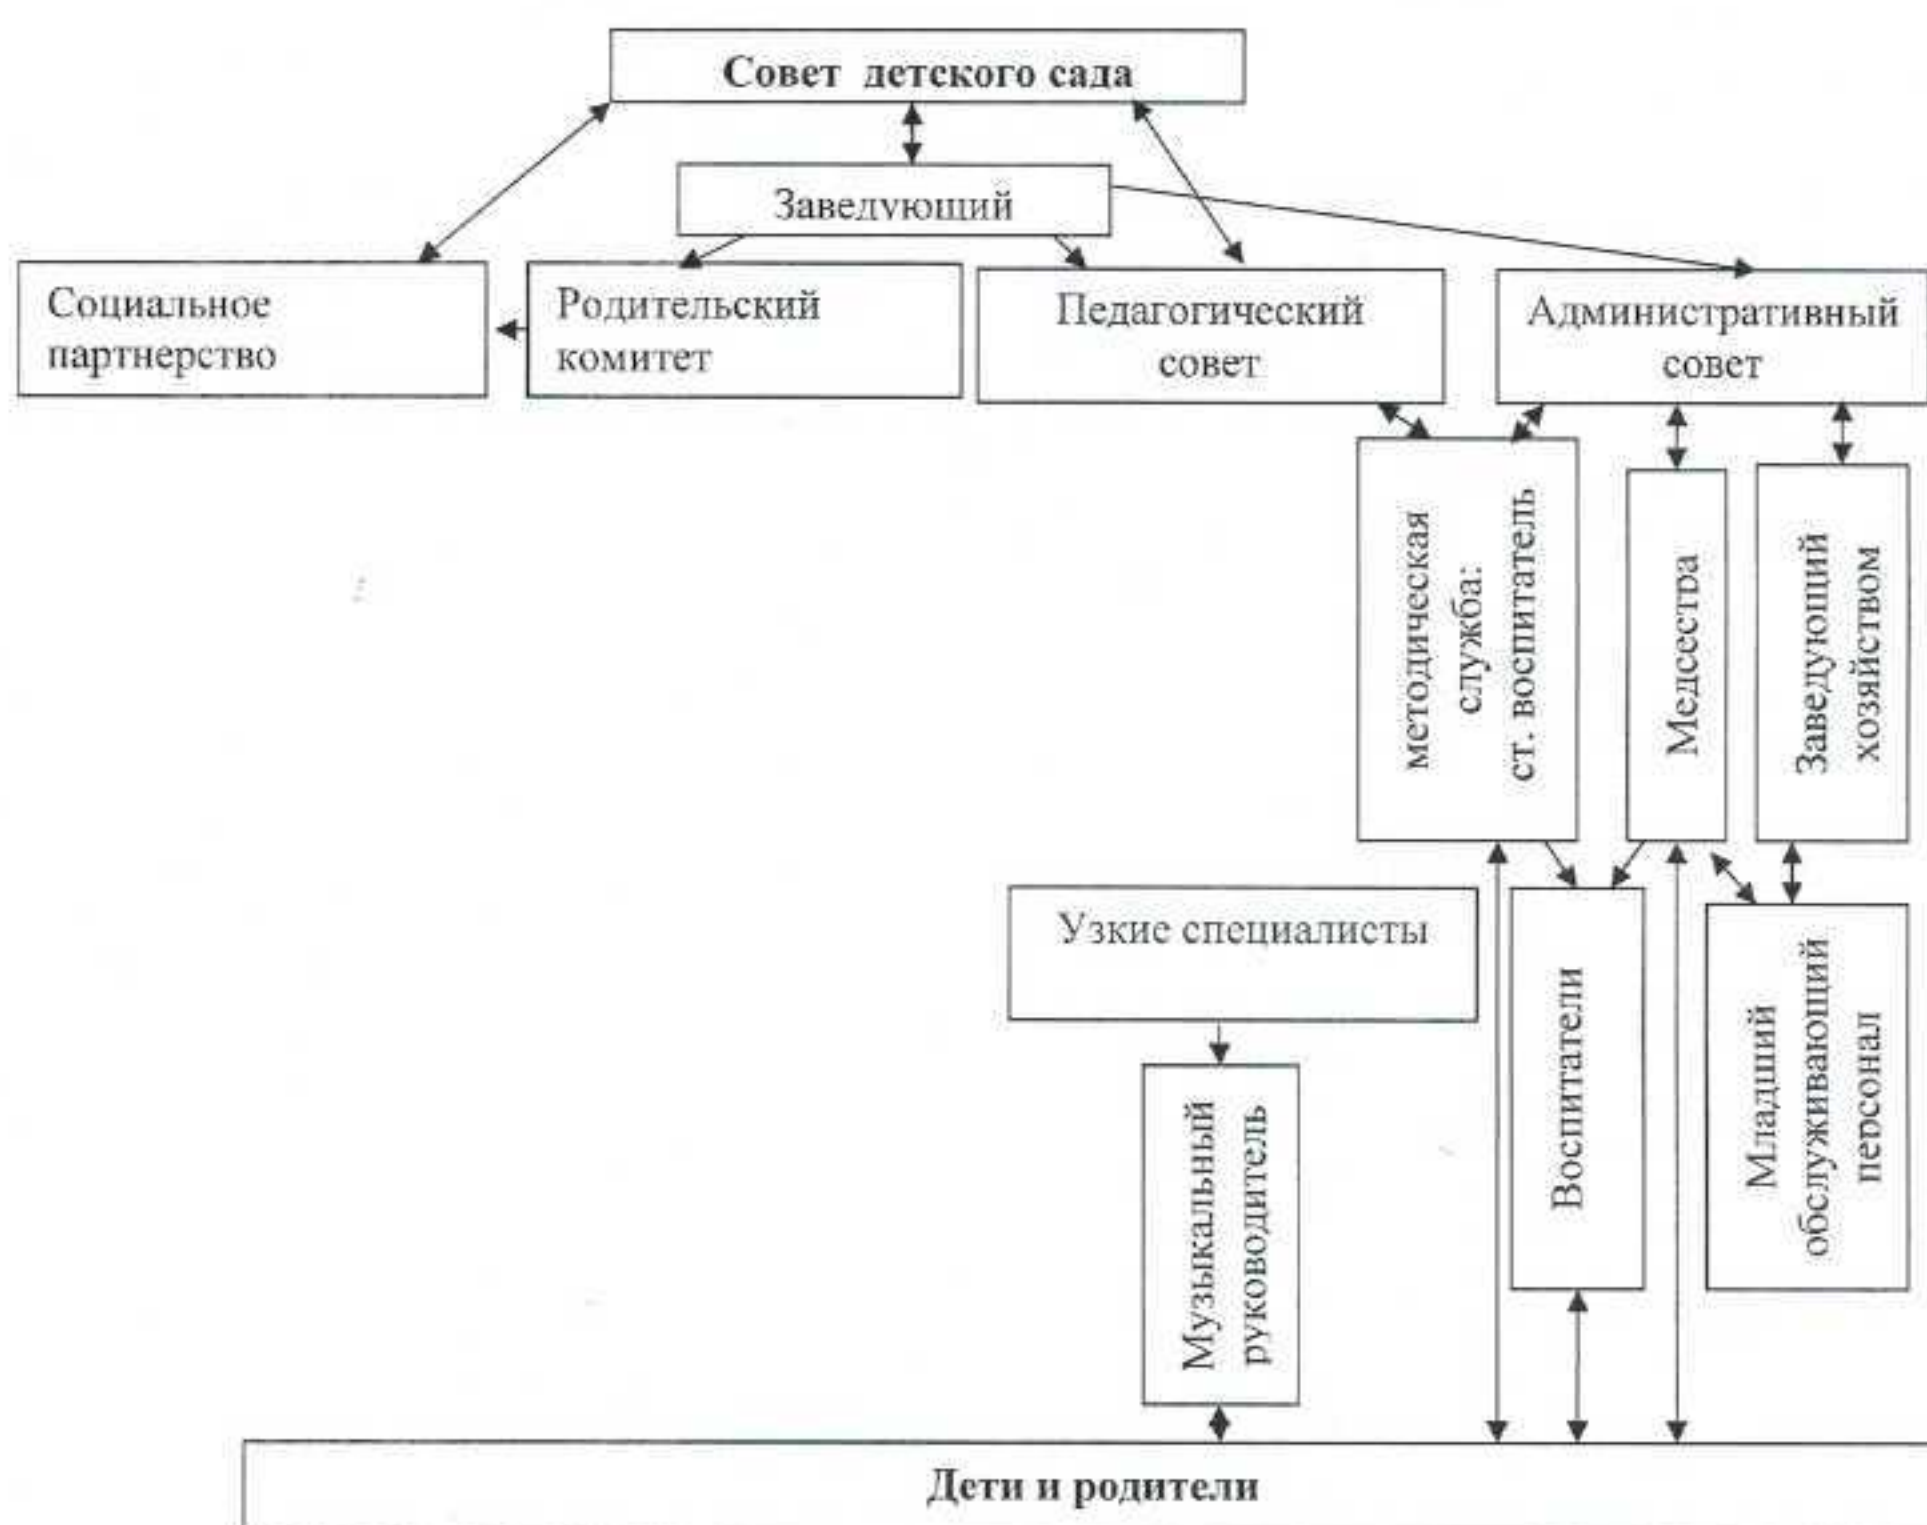 Совет детского сада
Заведующий
Социальное
партнерство
Родительский
комитет
Педагогический
совет
Административный
совет
методическая
служба:
ст. воспитатель
Медсестра
Заведующий
хозяйством
Узкие специалисты
Воспитатели
Младший
обслуживающий
персонал
Музыкальный
руководитель
Дети и родители